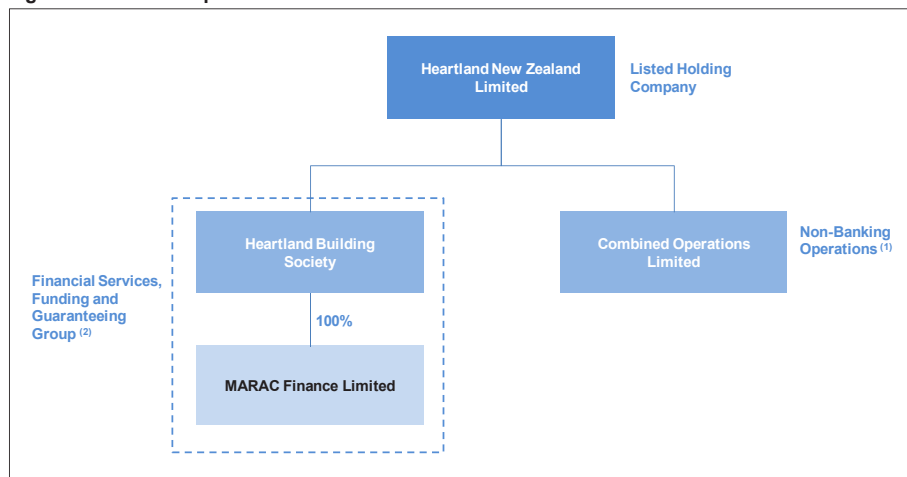 Heartland New Zealand
Limited
Listed Holding
Company
Heartland Building
Society
Combined Operations
Limited
Non-Banking
Operations (1)
Financial Services,
Funding and
Guaranteeing
Group (2)
100%
MARAC Finance Limited